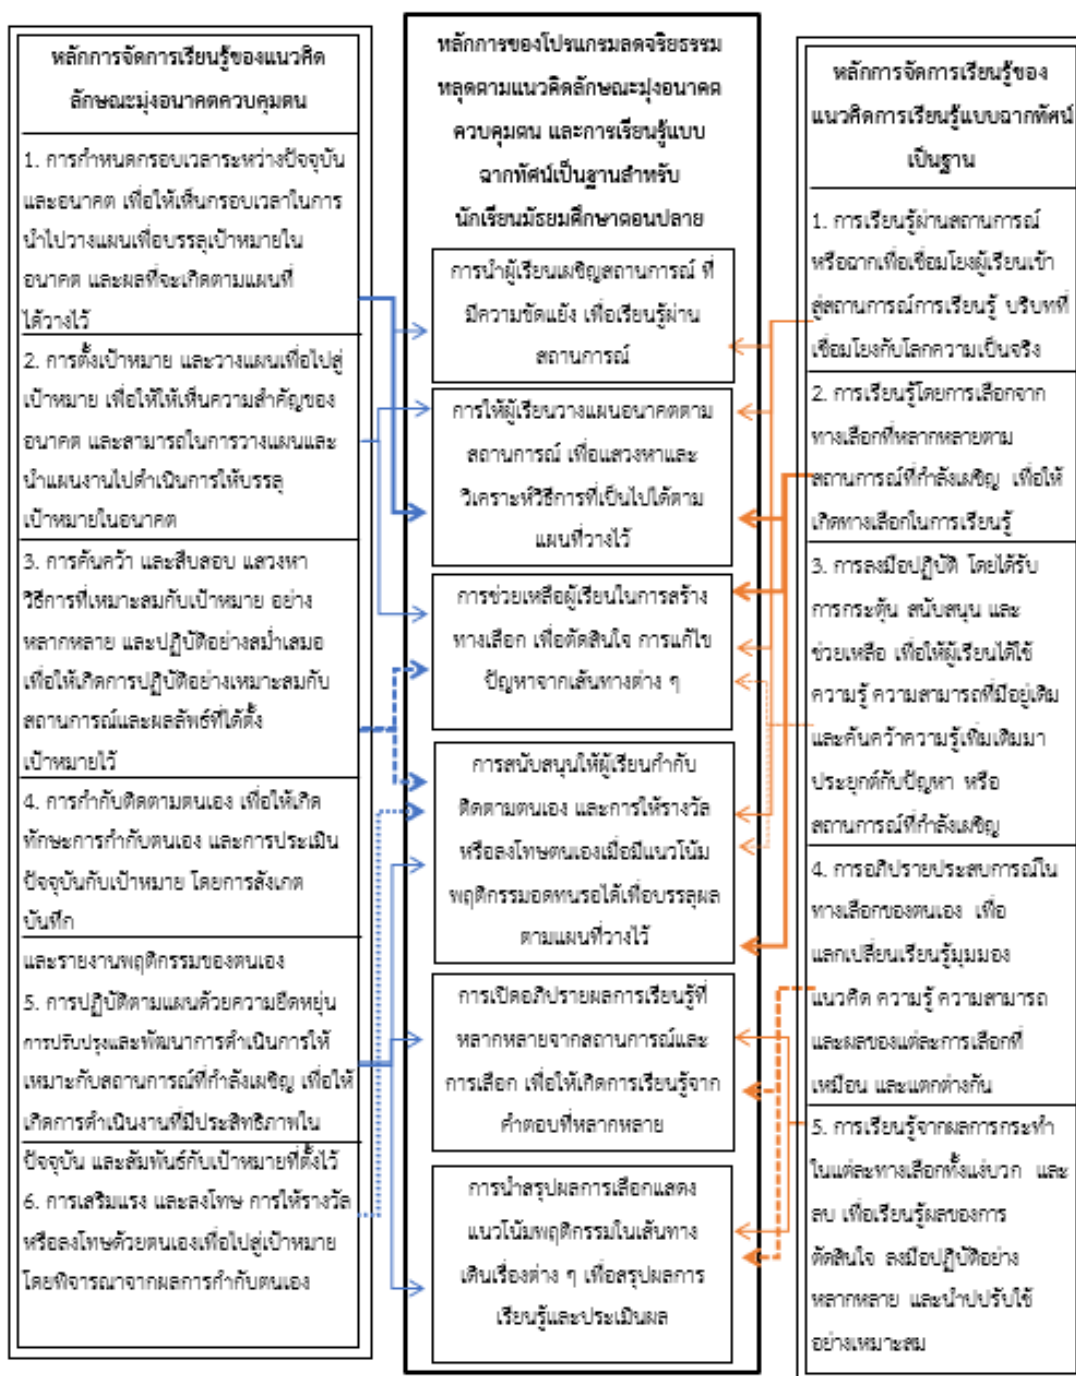 หลักการจัดการเรียนรู้ของแนวคิด
ลักษณะมุ่งอนาคตควบคุมตน
1. การกำหนดกรอบเวลาระหว่างปัจจุบัน
และอนาคต เพื่อให้เห็นกรอบเวลาในการ
นำไปวางแผนเพื่อบรรลุเป้าหมายใน
อนาคต และผลที่จะเกิดตามแผนที่
ได้วางไว้
2. การตั้งเป้าหมาย และวางแผนเพื่อไปสู่
เป้าหมาย เพื่อให้ให้เห็นความสำคัญของ
อนาคต และสามารถในการวางแผนและ
นำแผนงานไปดำเนินการให้บรรลุ
เป้าหมายในอนาคต
3. การค้นคว้า และสืบสอบ แสวงหา
วิธีการที่เหมาะสมกับเป้าหมาย อย่าง
หลากหลาย และปฏิบัติอย่างสม่ำเสมอ
เพื่อให้เกิดการปฏิบัติอย่างเหมาะสมกับ
สถานการณ์และผลลัพธ์ที่ได้ตั้ง
เป้าหมายไว้
4. การกำกับติดตามตนเอง เพื่อให้เกิด
ทักษะการกำกับตนเอง และการประเมิน
ปัจจุบันกับเป้าหมาย โดยการสังเกต
บันทึก
และรายงานพฤติกรรมของตนเอง
5. การปฏิบัติตามแผนด้วยความยืดหยุ่น
การปรับปรุงและพัฒนาการดำเนินการให้
เหมาะกับสถานการณ์ที่กำลังเผชิญ เพื่อให้
เกิดการดำเนินงานที่มีประสิทธิภาพใน
ปัจจุบัน และสัมพันธ์กับเป้าหมายที่ตั้งไว้
6. การเสริมแรง และลงโทษ การให้รางวัล
หรือลงโทษด้วยตนเองเพื่อไปสู่เป้าหมาย
โดยพิจารณาจากผลการกำกับตนเอง
หลักการของโปรแกรมลดจริยธรรม
หลุดตามแนวคิดลักษณะมุ่งอนาคต
ควบคุมตน และการเรียนรู้แบบ
ฉากทัศน์เป็นฐานสำหรับ
นักเรียนมัธยมศึกษาตอนปลาย
การนำผู้เรียนเผชิญสถานการณ์ ที่
มีความขัดแย้ง เพื่อเรียนรู้ผ่าน
สถานการณ์
การให้ผู้เรียนวางแผนอนาคตตาม
สถานการณ์ เพื่อแสวงหาและ
วิเคราะห์วิธีการที่เป็นไปได้ตาม
แผนที่วางไว้
การช่วยเหลือผู้เรียนในการสร้าง
ทางเลือก เพื่อตัดสินใจ การแก้ไข
ปัญหาจากเส้นทางต่าง ๆ
การสนับสนุนให้ผู้เรียนกำกับ
ติดตามตนเอง และการให้รางวัล
หรือลงโทษตนเองเมื่อมีแนวโน้ม
พฤติกรรมอดทนรอได้เพื่อบรรลุผล
ตามแผนที่วางไว้
การเปิดอภิปรายผลการเรียนรู้ที่
หลากหลายจากสถานการณ์และ
การเลือก เพื่อให้เกิดการเรียนรู้จาก
คำตอบที่หลากหลาย
การนำสรุปผลการเลือกแสดง
แนวโน้มพฤติกรรมในเส้นทาง
เดินเรื่องต่าง ๆ เพื่อสรุปผลการ
เรียนรู้และประเมินผล
หลักการจัดการเรียนรู้ของ
แนวคิดการเรียนรู้แบบฉากทัศน์
เป็นฐาน
1. การเรียนรู้ผ่านสถานการณ์
หรือฉากเพื่อเชื่อมโยงผู้เรียนเข้า
สู่สถานการณ์การเรียนรู้ บริบทที่
เชื่อมโยงกับโลกความเป็นจริง
2. การเรียนรู้โดยการเลือกจาก
ทางเลือกที่หลากหลายตาม
สถานการณ์ที่กำลังเผชิญ เพื่อให้
เกิดทางเลือกในการเรียนรู้
3. การลงมือปฏิบัติ โดยได้รับ
การกระตุ้น สนับสนุน และ
ช่วยเหลือ เพื่อให้ผู้เรียนได้ใช้
ความรู้ ความสามารถที่มีอยู่เดิม
และค้นคว้าความรู้เพิ่มเติมมา
ประยุกต์กับปัญหา หรือ
สถานการณ์ที่กำลังเผชิญ
4. การอภิปรายประสบการณ์ใน
ทางเลือกของตนเอง เพื่อ
แลกเปลี่ยนเรียนรู้มุมมอง
แนวคิด ความรู้ ความสามารถ
และผลของแต่ละการเลือกที่
เหมือน และแตกต่างกัน
5. การเรียนรู้จากผลการกระทำ
ในแต่ละทางเลือกทั้งแง่บวก และ
ลบ เพื่อเรียนรู้ผลของการ
ตัดสินใจ ลงมือปฏิบัติอย่าง
หลากหลาย และนำปปรับใช้
อย่างเหมาะสม